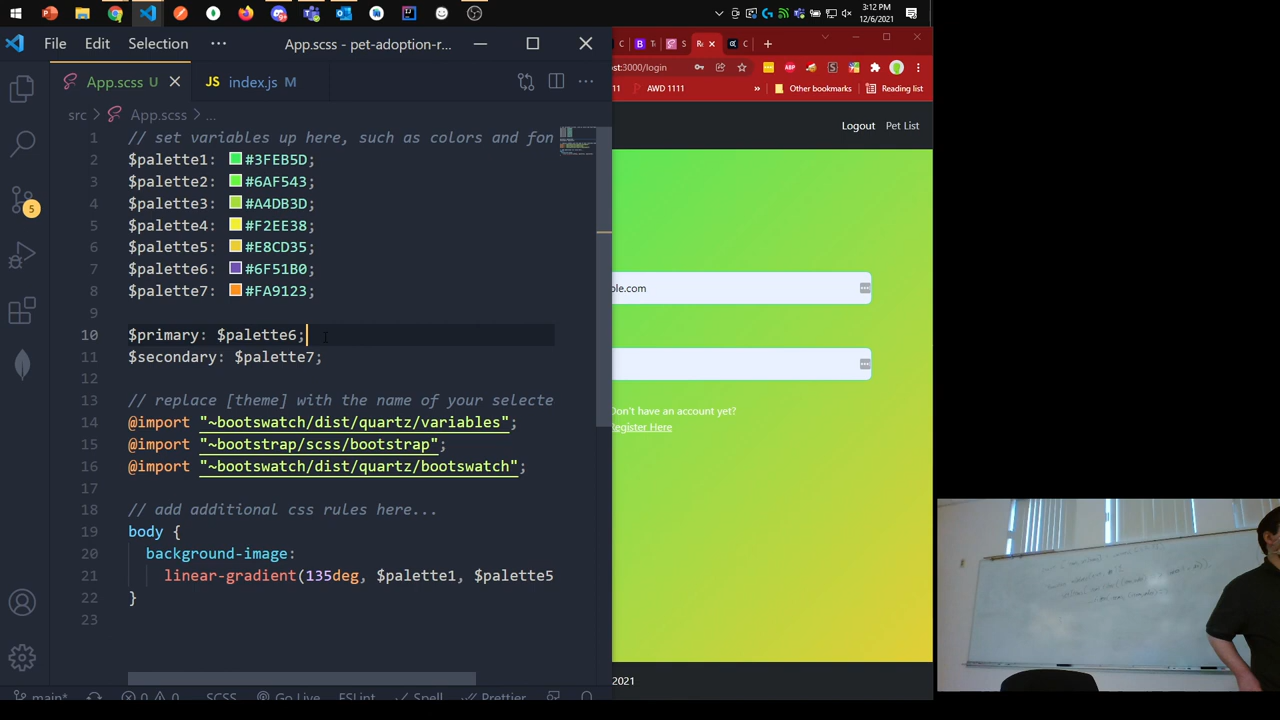 3:12 PM
12/6/2021
File Edit Selection ··· App.scss - pet-adoption-r...
App.scss U
JS index.js M
src > App.scss > ...
5
1 // set variables up here, such as colors and fon
2 $palette1: #3FEB5D;
3 $palette2: #6AF543;
4 $palette3: #A4DB3D;
5 $palette4: #F2EE38;
6 $palette5: #E8CD35;
7 $palette6: #6F51B0;
8 $palette7: #FA9123;
9
10 $primary: $palette6;
11 $secondary: $palette7;
12
13 // replace [theme] with the name of your selecte
14 @import "~bootswatch/dist/quartz/variables";
15 @import "~bootstrap/scss/bootstrap";
16 @import "~bootswatch/dist/quartz/bootswatch";
17
18 // add additional css rules here...
19 body {
20 background-image:
21 linear-gradient(135deg, $palette1, $palette5
22 }
23
main* 0 0 SCSS Go Live ESLint Spell Prettier
ost:3000/login
1111 AWD 1111 » Other bookmarks Reading list
Logout Pet List
ple.com
Don't have an account yet?
Register Here
2021